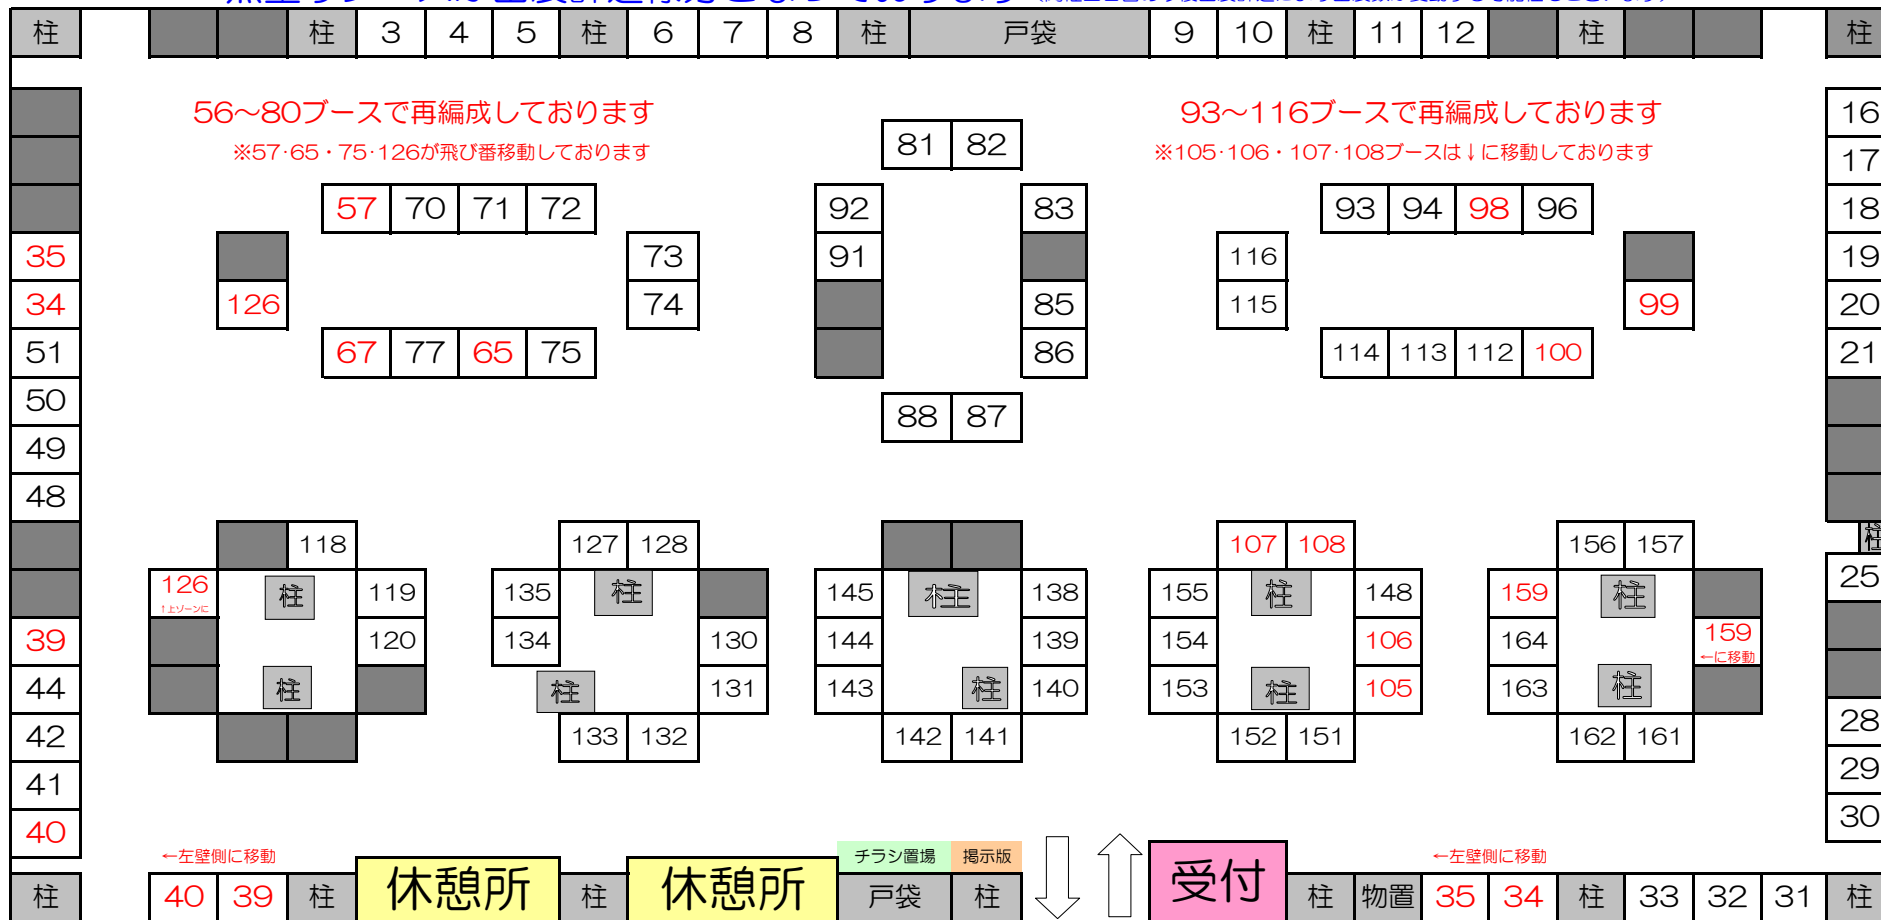 柱 柱 3 4 5 柱 6 7 8 柱 戸袋 9 10 柱 11 12 柱 柱
56～80ブースで再編成しております
※57・65・75・126が飛び番移動しております
93～116ブースで再編成しております
※105・106・107・108ブースは↓に移動しております
81 82
16
17
57 70 71 72 92 83 93 94 98 96 18
35 73 91 116 19
34 126 74 85 115 99 20
51 67 77 65 75 86 114 113 112 100 21
50 88 87
49
48
118 127 128 107 108 156 157 柱
126 柱 119 135 柱 145 柱 138 155 柱 148 159 柱 25
↑上ゾーンに
39 120 134 130 144 139 154 106 164 159
←に移動
44 柱 柱 131 143 柱 140 153 柱 105 163 柱
42 133 132 142 141 152 151 162 161 28
41 29
40 30
←左壁側に移動 チラシ置場 掲示版 ←左壁側に移動
柱 40 39 柱 休憩所 柱 休憩所 戸袋 柱 受付 柱 物置 35 34 柱 33 32 31 柱